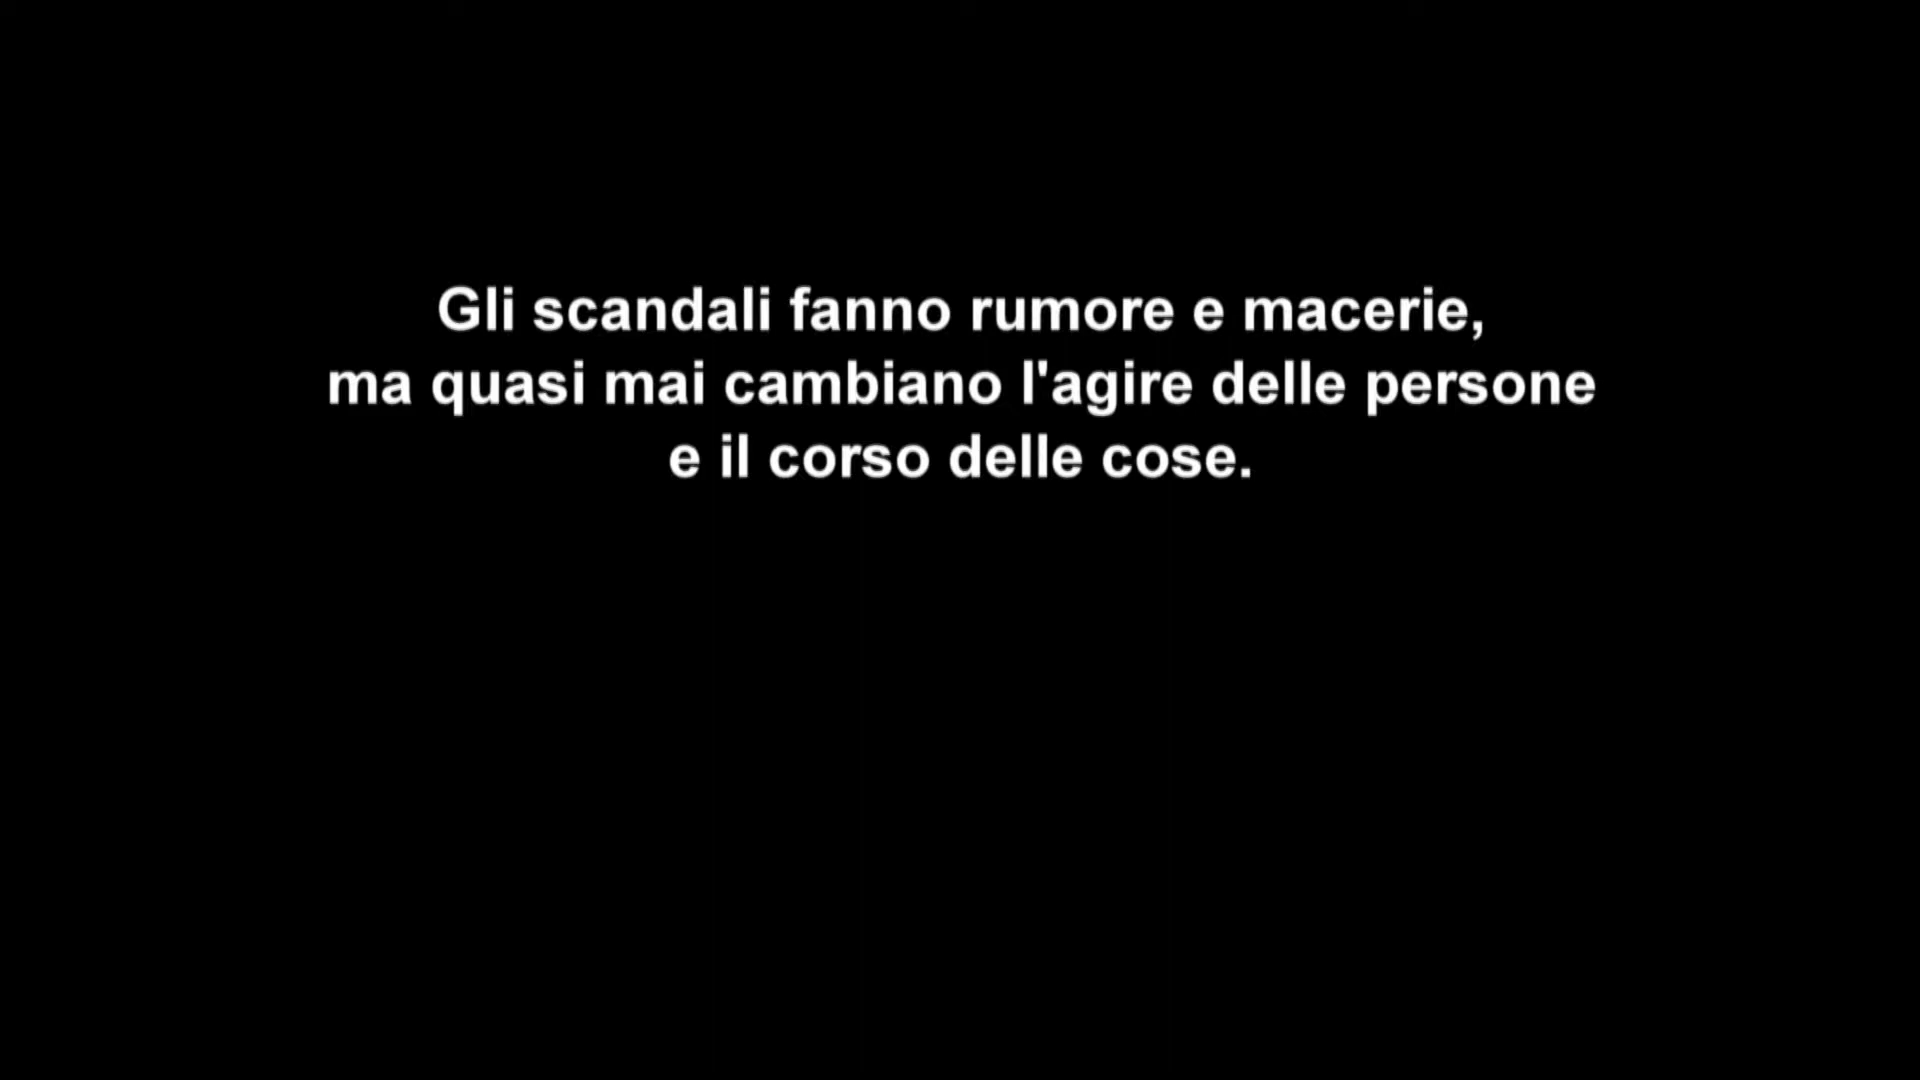 Gli scandali fanno rumore e macerie,
ma quasi mai cambiano l'agire delle persone
e il corso delle cose.